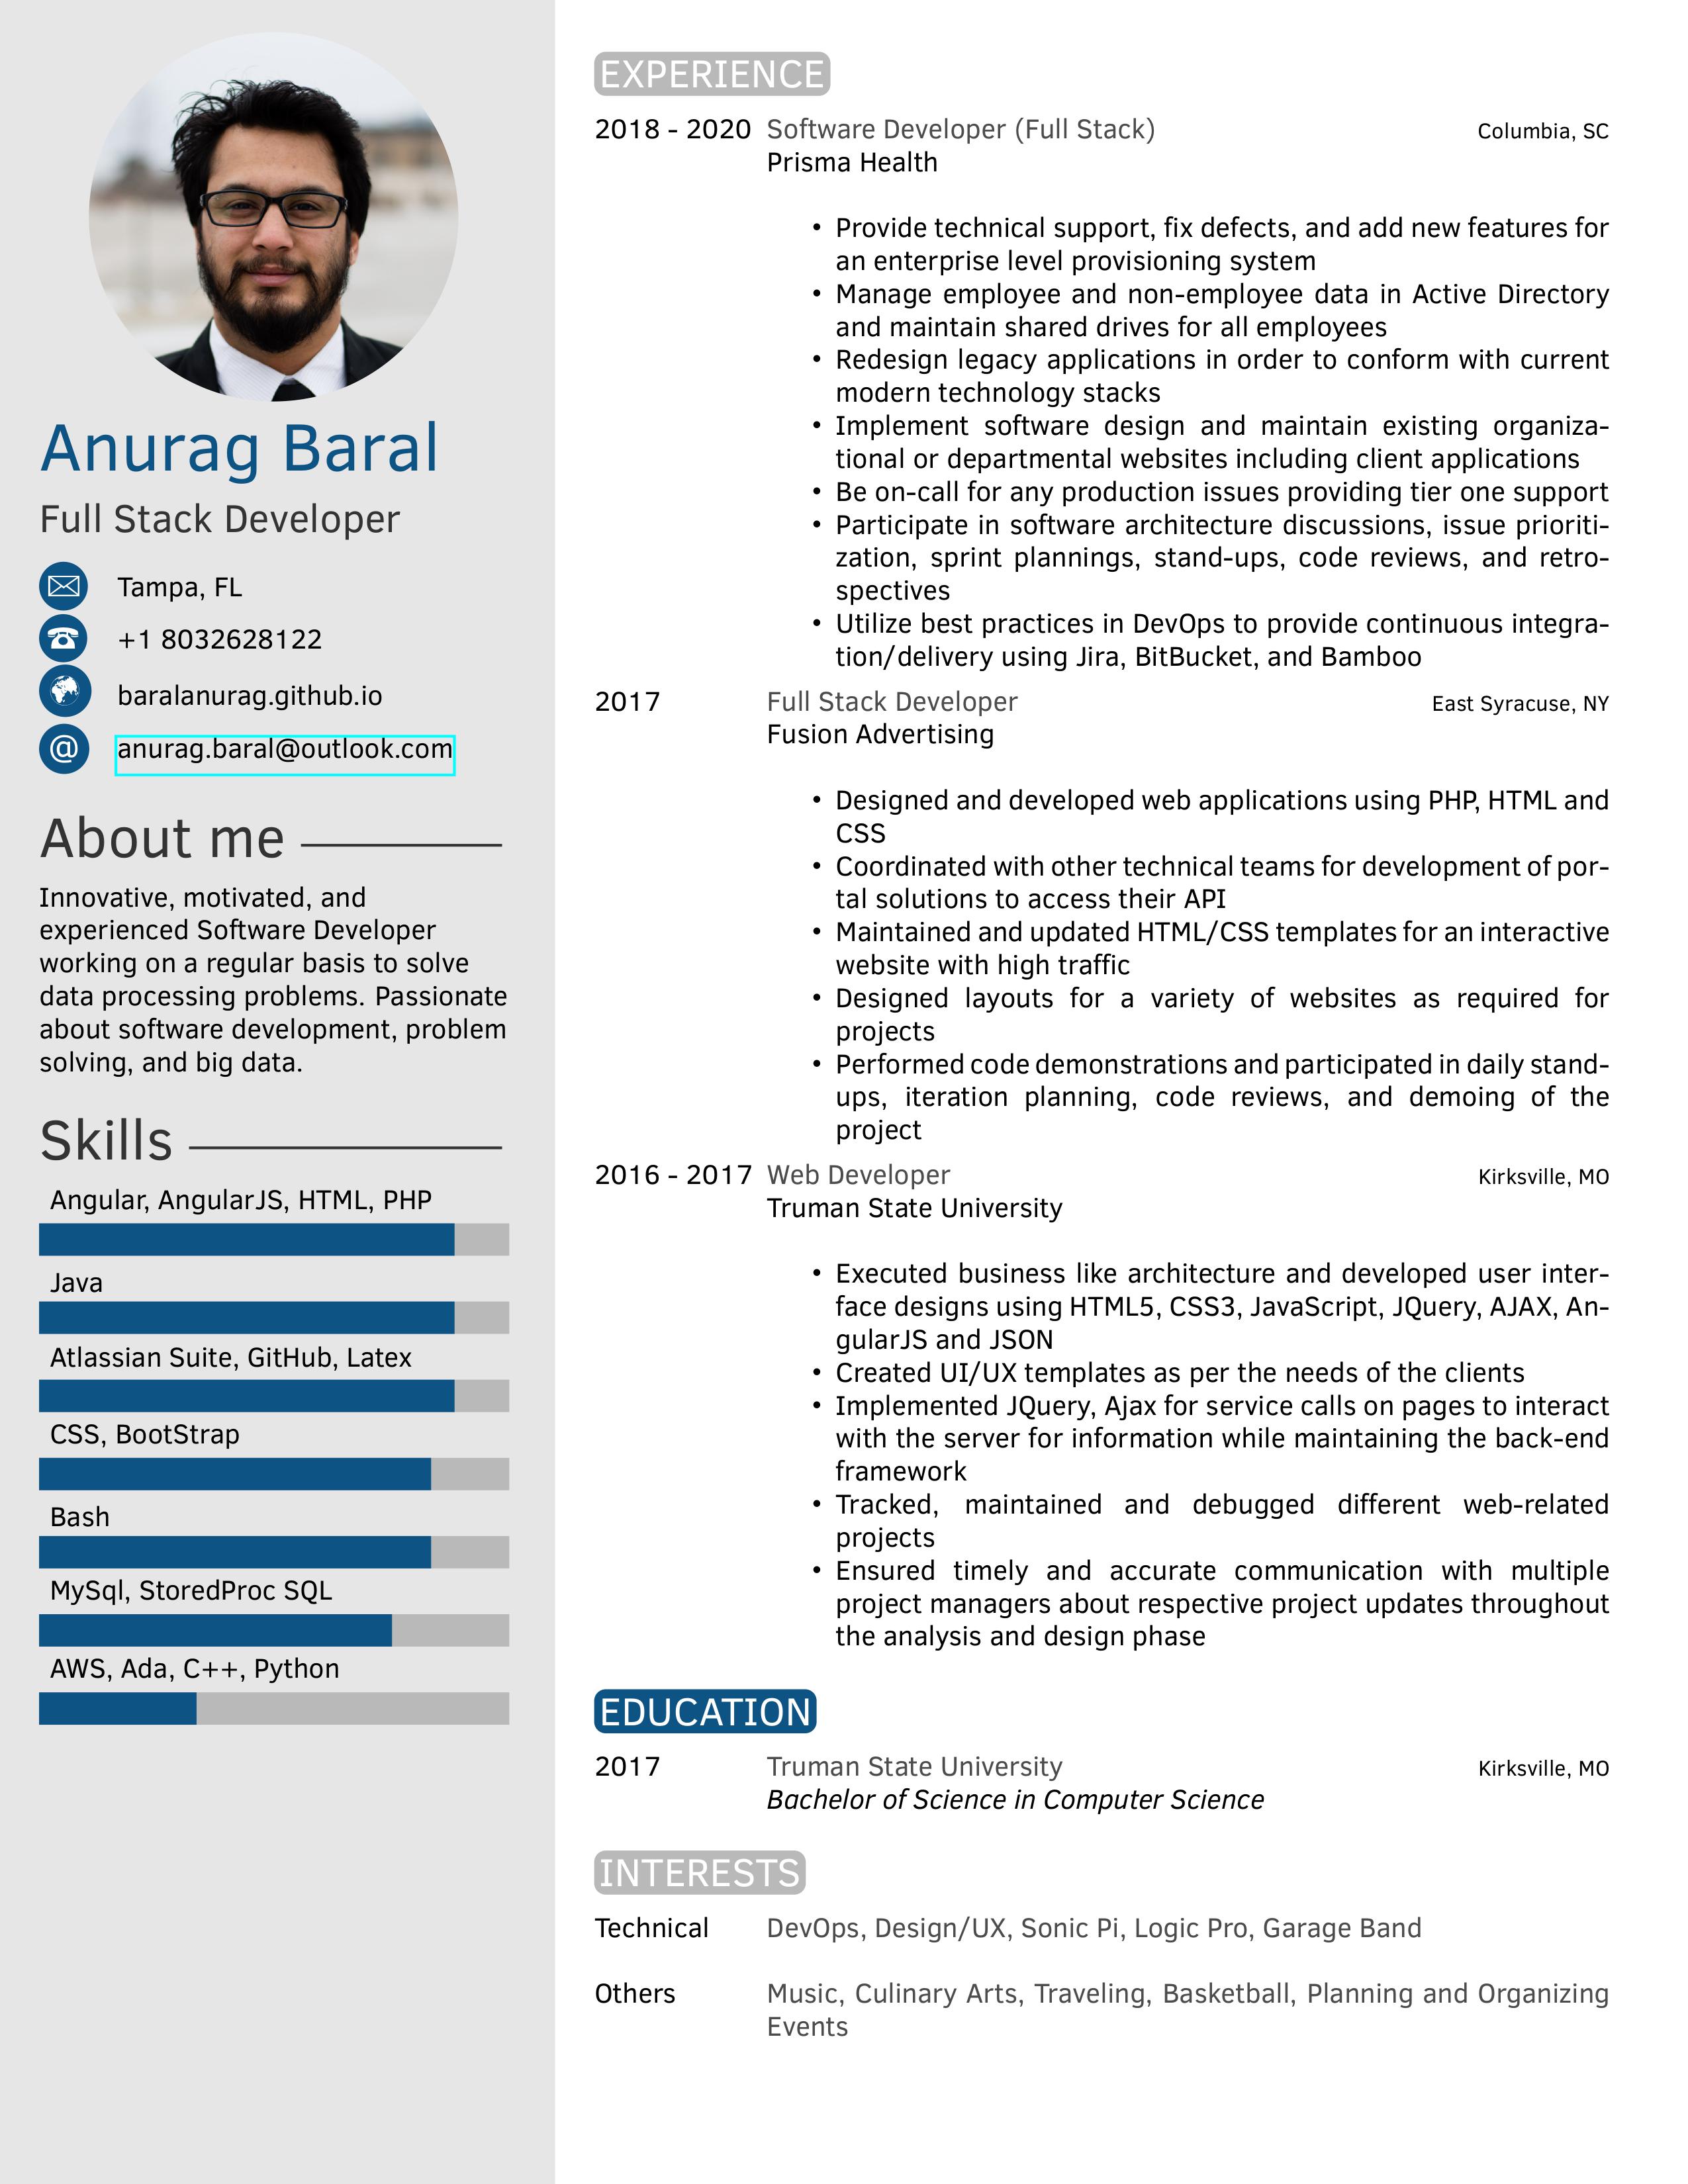 Anurag Baral
Full Stack Developer
Tampa, FL
+1 8032628122
baralanurag.github.io
@ anurag.baral@outlook.com
About me
Innovative, motivated, and
experienced Software Developer
working on a regular basis to solve
data processing problems. Passionate
about software development, problem
solving, and big data.
Skills
Angular, AngularJS, HTML, PHP
Java
Atlassian Suite, GitHub, Latex
CSS, BootStrap
Bash
MySql, StoredProc SQL
AWS, Ada, C++, Python
EXPERIENCE
2018 - 2020 Software Developer (Full Stack) Columbia, SC
Prisma Health
• Provide technical support, fix defects, and add new features for
an enterprise level provisioning system
• Manage employee and non-employee data in Active Directory
and maintain shared drives for all employees
• Redesign legacy applications in order to conform with current
modern technology stacks
• Implement software design and maintain existing organiza-
tional or departmental websites including client applications
• Be on-call for any production issues providing tier one support
• Participate in software architecture discussions, issue prioriti-
zation, sprint plannings, stand-ups, code reviews, and retro-
spectives
• Utilize best practices in DevOps to provide continuous integra-
tion/delivery using Jira, BitBucket, and Bamboo
2017 Full Stack Developer East Syracuse, NY
Fusion Advertising
• Designed and developed web applications using PHP, HTML and
CSS
• Coordinated with other technical teams for development of por-
tal solutions to access their API
• Maintained and updated HTML/CSS templates for an interactive
website with high traffic
• Designed layouts for a variety of websites as required for
projects
• Performed code demonstrations and participated in daily stand-
ups, iteration planning, code reviews, and demoing of the
project
2016 - 2017 Web Developer Kirksville, MO
Truman State University
• Executed business like architecture and developed user inter-
face designs using HTML5, CSS3, JavaScript, JQuery, AJAX, An-
gularJS and JSON
• Created UI/UX templates as per the needs of the clients
• Implemented JQuery, Ajax for service calls on pages to interact
with the server for information while maintaining the back-end
framework
• Tracked, maintained and debugged different web-related
projects
• Ensured timely and accurate communication with multiple
project managers about respective project updates throughout
the analysis and design phase
EDUCATION
2017 Truman State University Kirksville, MO
Bachelor of Science in Computer Science
INTERESTS
Technical DevOps, Design/UX, Sonic Pi, Logic Pro, Garage Band
Others Music, Culinary Arts, Traveling, Basketball, Planning and Organizing
Events